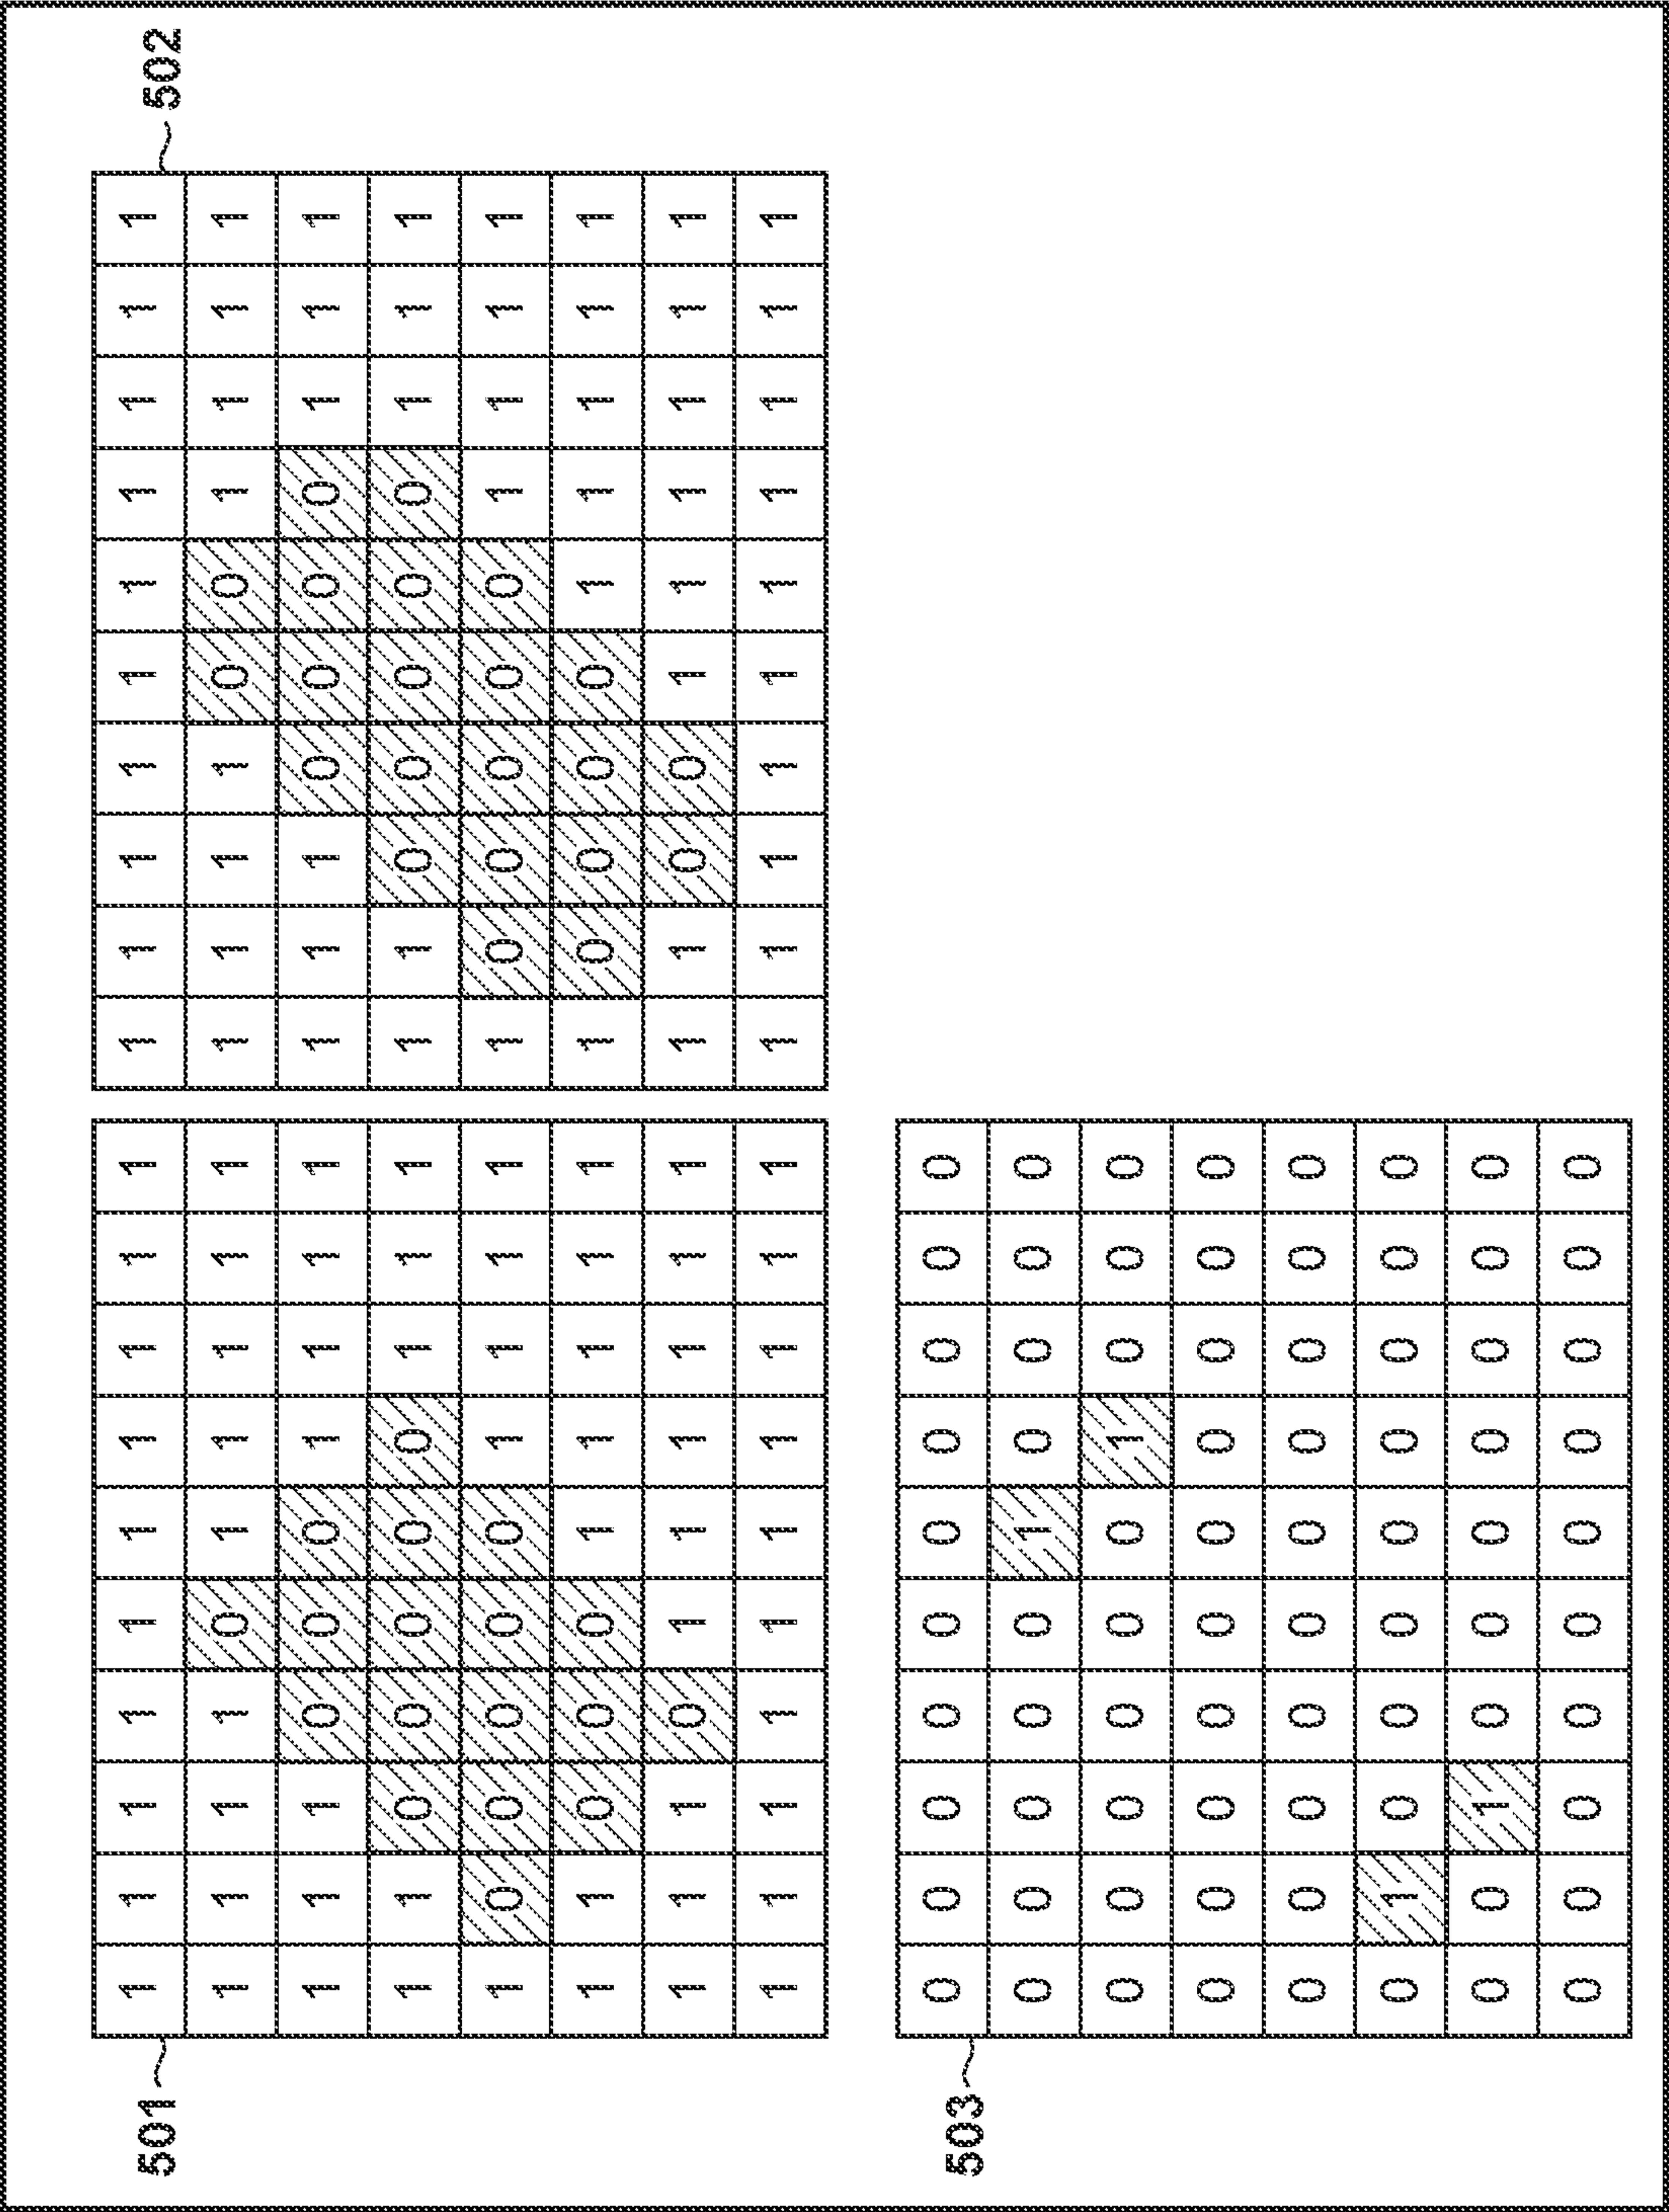 501
1 1 1 1 1 1 1 1 1 1
1 1 1 1 0 1 1 1 1 1
1 1 1 0 0 0 1 1 1 1
1 1 0 0 0 0 0 1 1 1
1 0 0 0 0 0 1 1 1 1
1 1 0 0 0 1 1 1 1 1
1 1 1 0 1 1 1 1 1 1
1 1 1 1 1 1 1 1 1 1
502
1 1 1 1 1 1 1 1 1 1
1 1 1 1 0 0 1 1 1 1
1 1 1 0 0 0 0 1 1 1
1 1 0 0 0 0 0 1 1 1
1 0 0 0 0 0 1 1 1 1
1 0 0 0 0 1 1 1 1 1
1 1 0 0 1 1 1 1 1 1
1 1 1 1 1 1 1 1 1 1
503
0 0 0 0 0 0 0 0 0 0
0 0 0 0 0 1 0 0 0 0
0 0 0 0 0 0 1 0 0 0
0 0 0 0 0 0 0 0 0 0
0 0 0 0 0 0 0 0 0 0
0 1 0 0 0 0 0 0 0 0
0 0 1 0 0 0 0 0 0 0
0 0 0 0 0 0 0 0 0 0